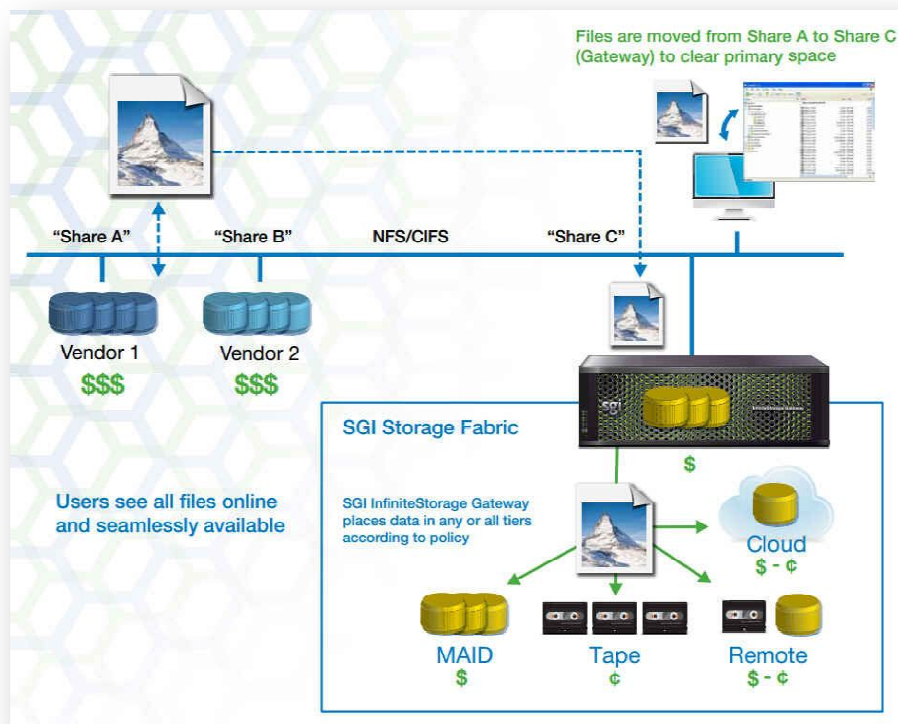 Files are moved from Share A to Share C
(Gateway) to clear primary space
“Share A”
“Share B”
NFS/CIFS
“Share C”
Vendor 1
$$$
Vendor 2
$$$
sgi
InfiniteStorage Gateway
$
SGI Storage Fabric
Users see all files online
and seamlessly available
SGI InfiniteStorage Gateway
places data in any or all tiers
according to policy
Cloud
$ - ¢
MAID
$
Tape
¢
Remote
$ - ¢